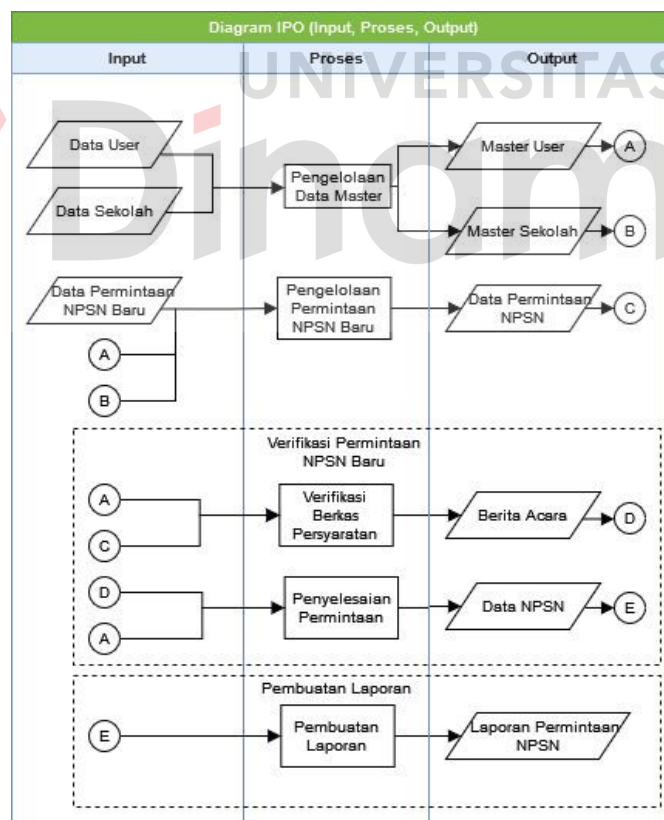 Diagram IPO (Input, Proses, Output)
Input
Proses
Output
UNIVERSITAS
Data User
Data Sekolah
Pengelolaan
Data Master
Master User
A
Master Sekolah
B
Data Permintaan
NPSN Baru
A
B
Pengelolaan
Permintaan
NPSN Baru
Data Permintaan
NPSN
C
Verifikasi Permintaan
NPSN Baru
A
C
Verifikasi
Berkas
Persyaratan
Berita Acara
D
D
A
Penyelesaian
Permintaan
Data NPSN
E
Pembuatan Laporan
E
Pembuatan
Laporan
Laporan Permintaan
NPSN